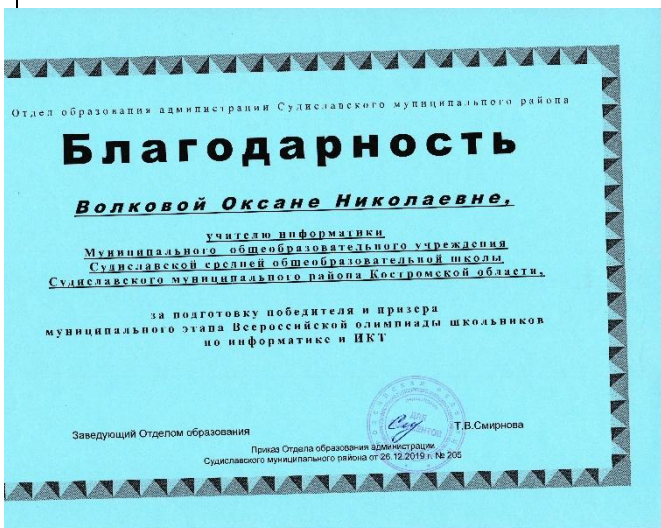 Отдел образования администрации Судиславского муниципального района
Благодарность
Волковой Оксане Николаевне,
учителю информатики
Муниципального общеобразовательного учреждения
Судиславской средней общеобразовательной школы
Судиславского муниципального района Костромской области,
за подготовку победителя и призера
муниципального этапа Всероссийской олимпиады школьников
по информатике и ИКТ
ДЛЯ
Заведующий Отделом образования Т.В.Смирнова
Приказ Отдела образования администрации
Судиславского муниципального района от 26.12.2019 г. № 205